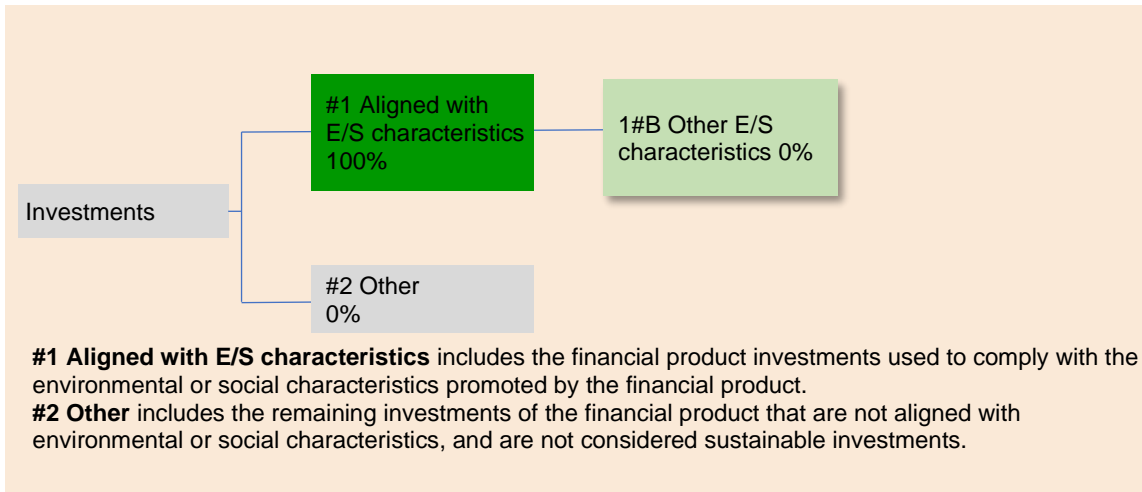 #1 Aligned with
E/S characteristics
100%
1#B Other E/S
characteristics 0%
Investments
#2 Other
0%
#1 Aligned with E/S characteristics includes the financial product investments used to comply with the
environmental or social characteristics promoted by the financial product.
#2 Other includes the remaining investments of the financial product that are not aligned with
environmental or social characteristics, and are not considered sustainable investments.